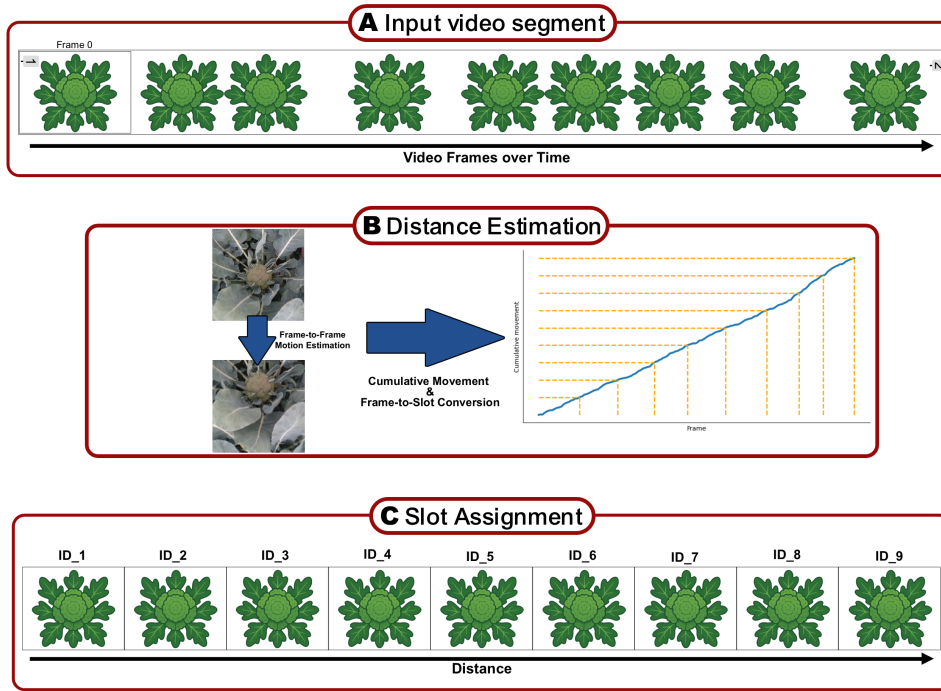 A Input video segment
Frame 0
1
2
Video Frames over Time
B Distance Estimation
Frame-to-Frame
Motion Estimation
Cumulative Movement
&
Frame-to-Slot Conversion
Cumulative movement
Frame
C Slot Assignment
ID_1 ID_2 ID_3 ID_4 ID_5 ID_6 ID_7 ID_8 ID_9
Distance